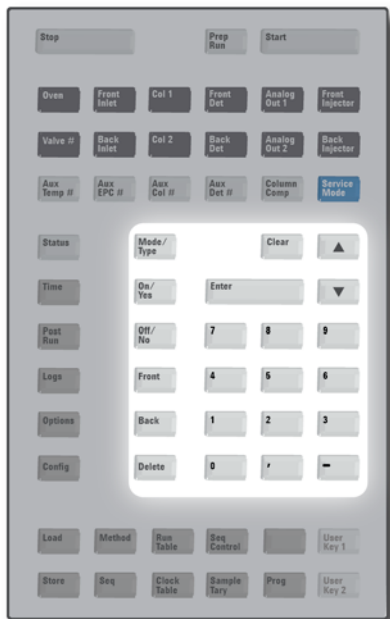 Stop Prep Run Start
Oven Front Inlet Col 1 Front Det Analog Out 1 Front Injector
Valve # Back Inlet Col 2 Back Det Analog Out 2 Back Injector
Aux Temp # Aux EPC # Aux Col # Aux Det # Column Comp Service Mode
Status Mode/Type Clear ▲
Time On/Yes Enter ▼
Post Run Off/No 7 8 9
Logs Front 4 5 6
Options Back 1 2 3
Config Delete 0 , –
Load Method Run Table Seq Control User Key 1
Store Seq Clock Table Sample Tary Prog User Key 2